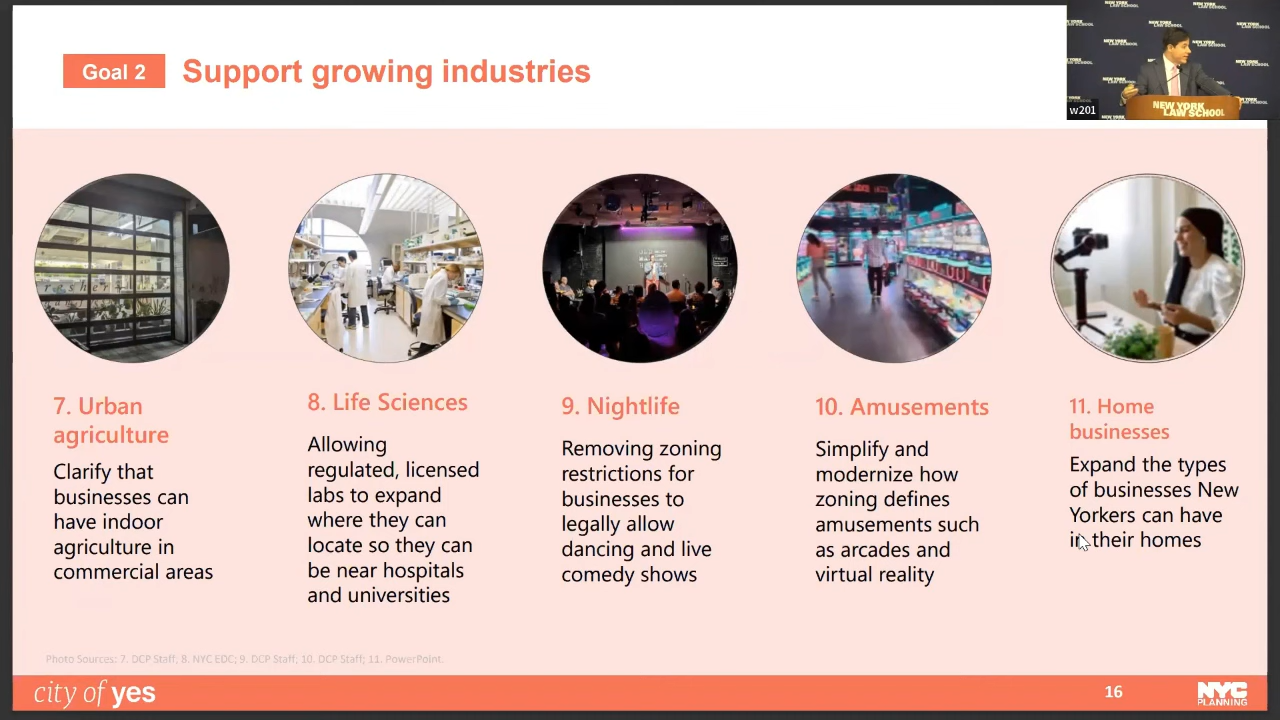 Goal 2
Support growing industries
NEW YORK
LAW SCHOOL
w201
7. Urban
agriculture
Clarify that
businesses can
have indoor
agriculture in
commercial areas
8. Life Sciences
Allowing
regulated, licensed
labs to expand
where they can
locate so they can
be near hospitals
and universities
9. Nightlife
Removing zoning
restrictions for
businesses to
legally allow
dancing and live
comedy shows
10. Amusements
Simplify and
modernize how
zoning defines
amusements such
as arcades and
virtual reality
11. Home
businesses
Expand the types
of businesses New
Yorkers can have
in their homes
Photo Sources: 7. DCP Staff; 8. NYC EDC; 9. DCP Staff; 10. DCP Staff; 11. PowerPoint.
city of yes
16
NYC
PLANNING